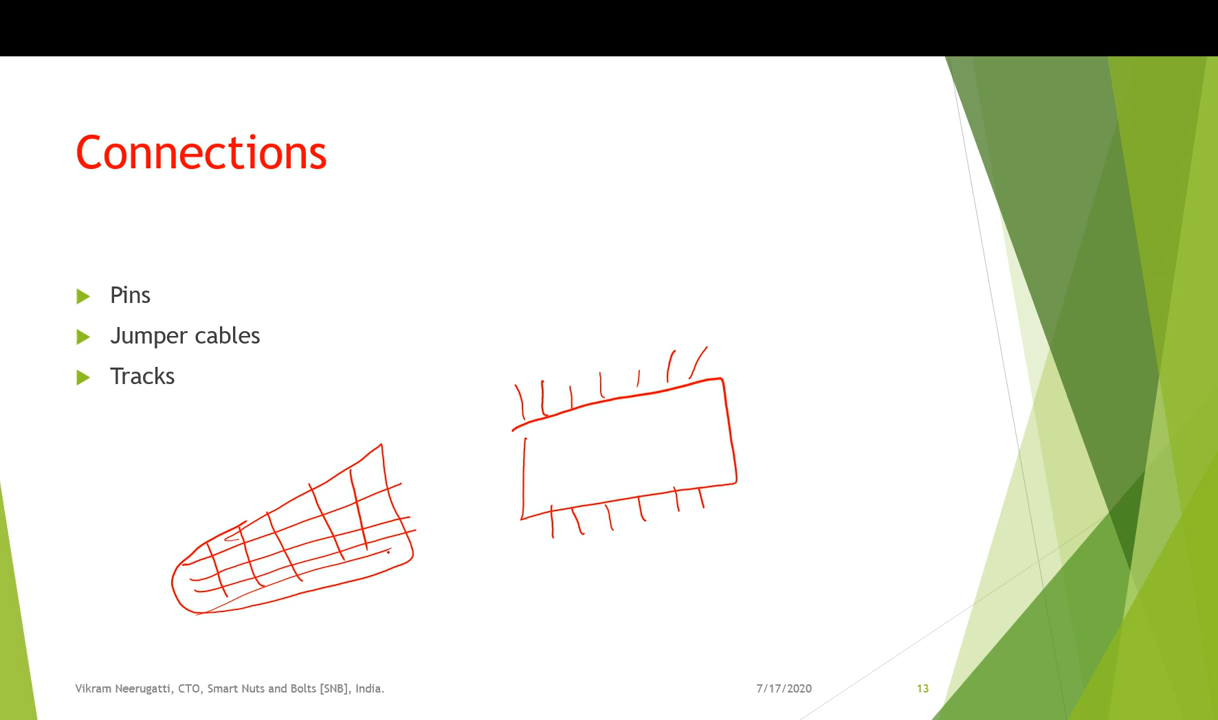 Connections
Pins
Jumper cables
Tracks
Vikram Neerugatti, CTO, Smart Nuts and Bolts [SNB], India.
7/17/2020
13